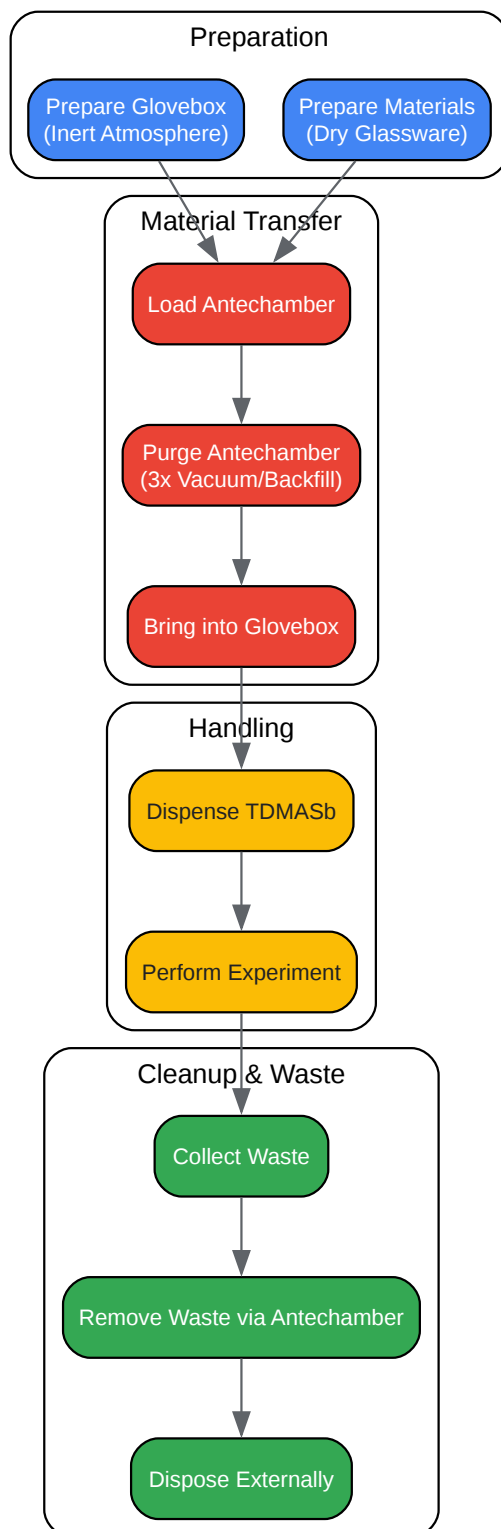 Preparation
Prepare Glovebox
(Inert Atmosphere)
Prepare Materials
(Dry Glassware)
Material Transfer
Load Antechamber
Purge Antechamber
(3x Vacuum/Backfill)
Bring into Glovebox
Handling
Dispense TDMASb
Perform Experiment
Cleanup & Waste
Collect Waste
Remove Waste via Antechamber
Dispose Externally